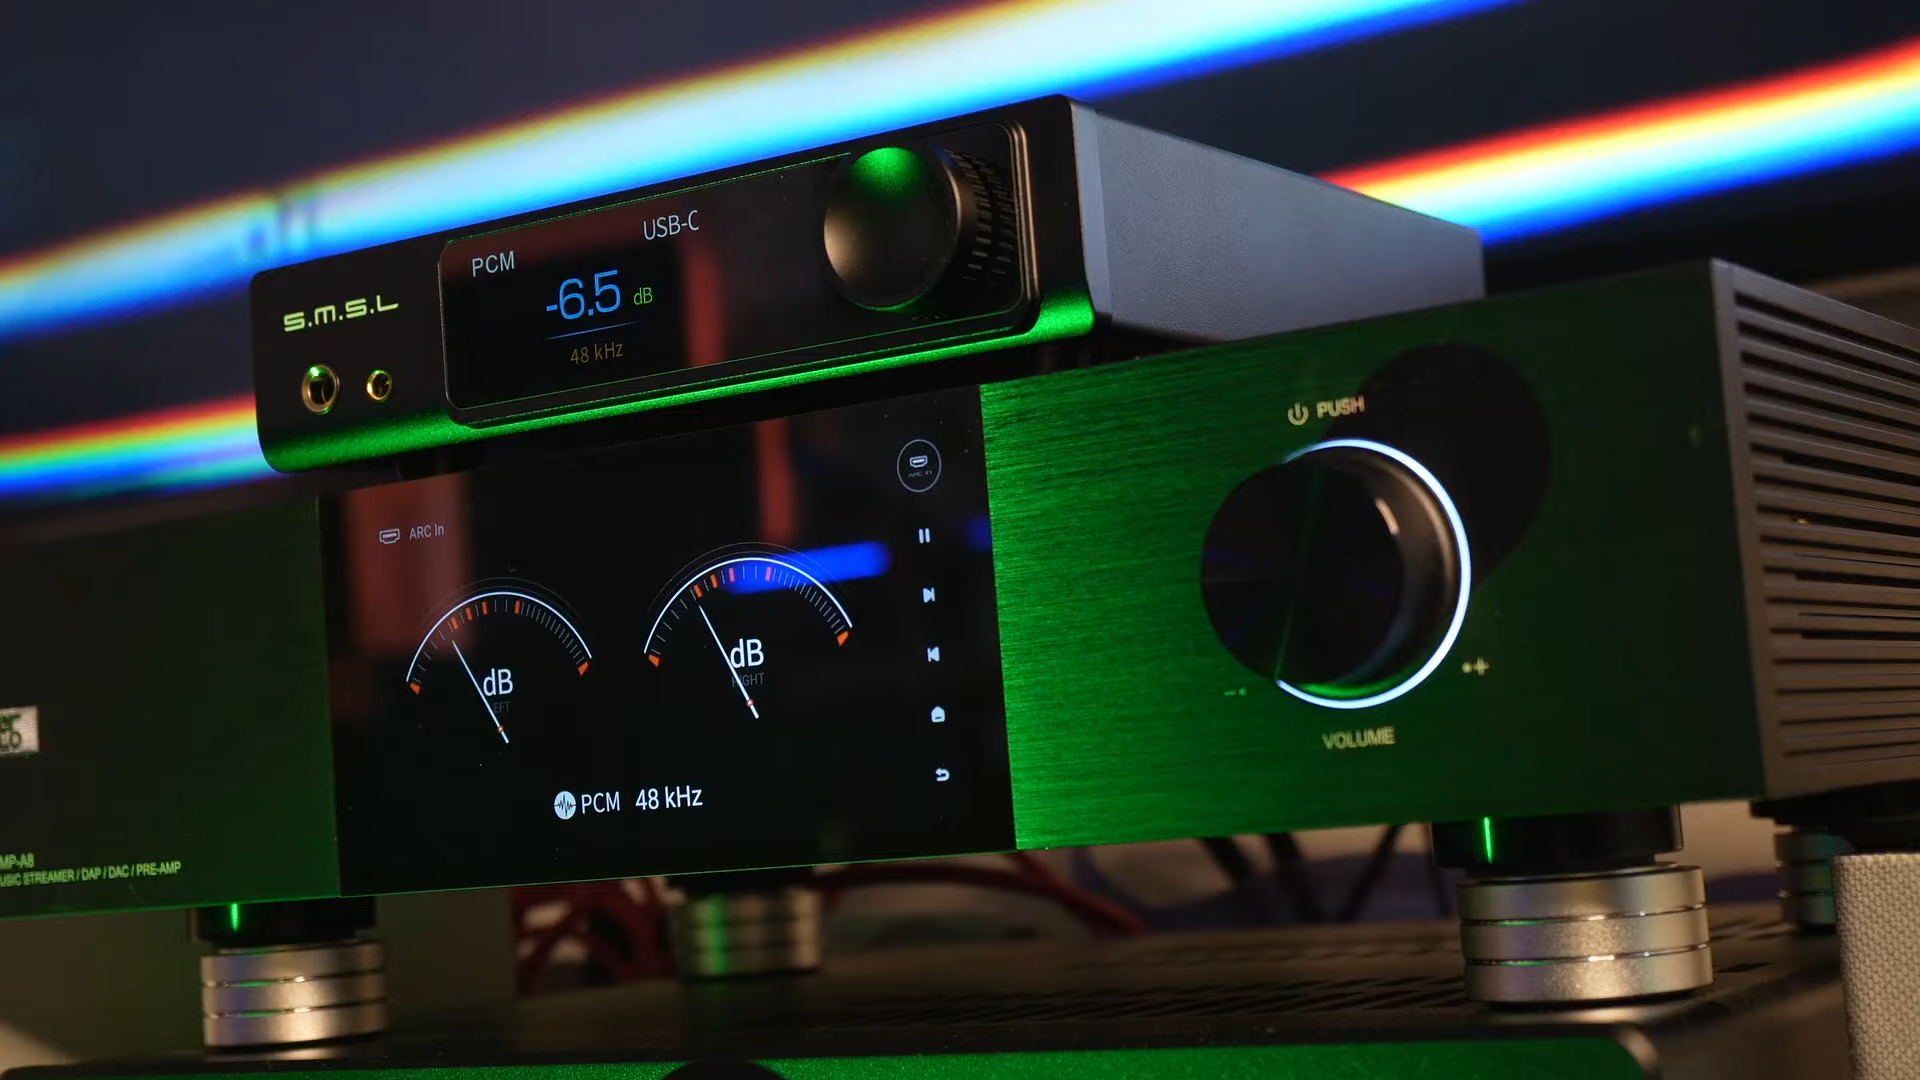 USB-C
PCM
S.M.S.L
-6.5 dB
48 kHz
PUSH
ARC In
dB
dB
RIGHT
VOLUME
PCM 48 kHz
MP-A8
USIC STREAMER / DAP / DAC / PRE-AMP